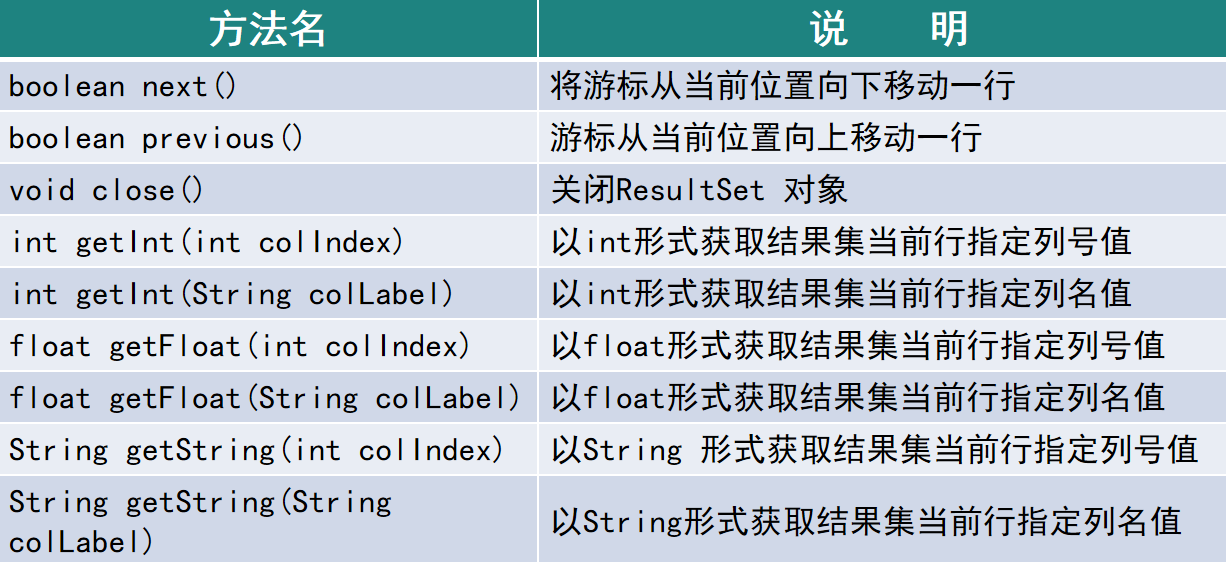 方法名 说 明
boolean next() 将游标从当前位置向下移动一行
boolean previous() 游标从当前位置向上移动一行
void close() 关闭ResultSet 对象
int getInt(int colIndex) 以int形式获取结果集当前行指定列号值
int getInt(String colLabel) 以int形式获取结果集当前行指定列名值
float getFloat(int colIndex) 以float形式获取结果集当前行指定列号值
float getFloat(String colLabel) 以float形式获取结果集当前行指定列名值
String getString(int colIndex) 以String 形式获取结果集当前行指定列号值
String getString(String
colLabel) 以String形式获取结果集当前行指定列名值